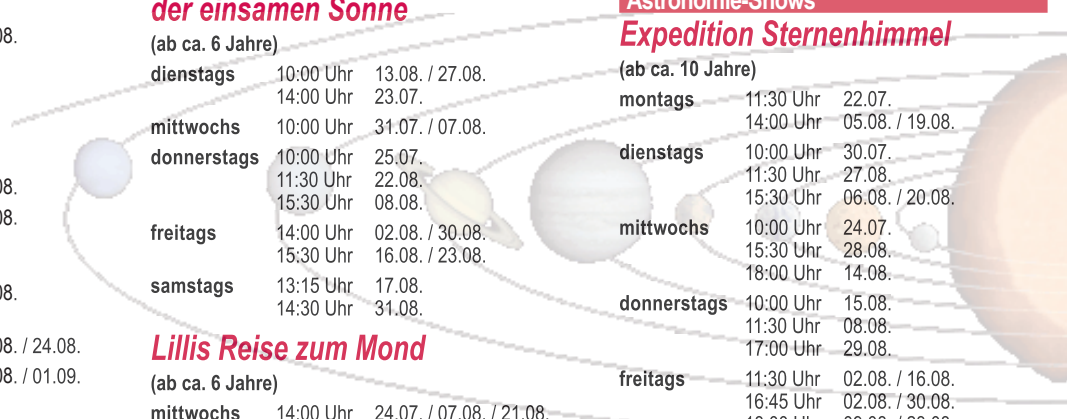 08.
08.
08.
08.
08. / 24.08.
08. / 01.09.
der einsamen Sonne
(ab ca. 6 Jahre)
dienstags 10:00 Uhr 13.08. / 27.08.
14:00 Uhr 23.07.
mittwochs 10:00 Uhr 31.07. / 07.08.
donnerstags 10:00 Uhr 25.07.
11:30 Uhr 22.08.
15:30 Uhr 08.08.
freitags 14:00 Uhr 02.08. / 30.08.
15:30 Uhr 16.08. / 23.08.
samstags 13:15 Uhr 17.08.
14:30 Uhr 31.08.
Lillis Reise zum Mond
(ab ca. 6 Jahre)
mittwochs 14:00 Uhr 24.07. / 07.08. / 21.08.
Astronomie-Shows
Expedition Sternenhimmel
(ab ca. 10 Jahre)
montags 11:30 Uhr 22.07.
14:00 Uhr 05.08. / 19.08.
dienstags 10:00 Uhr 30.07.
11:30 Uhr 27.08.
15:30 Uhr 06.08. / 20.08.
mittwochs 10:00 Uhr 24.07.
15:30 Uhr 28.08.
18:00 Uhr 14.08.
donnerstags 10:00 Uhr 15.08.
11:30 Uhr 08.08.
17:00 Uhr 29.08.
freitags 11:30 Uhr 02.08. / 16.08.
16:45 Uhr 02.08. / 30.08.